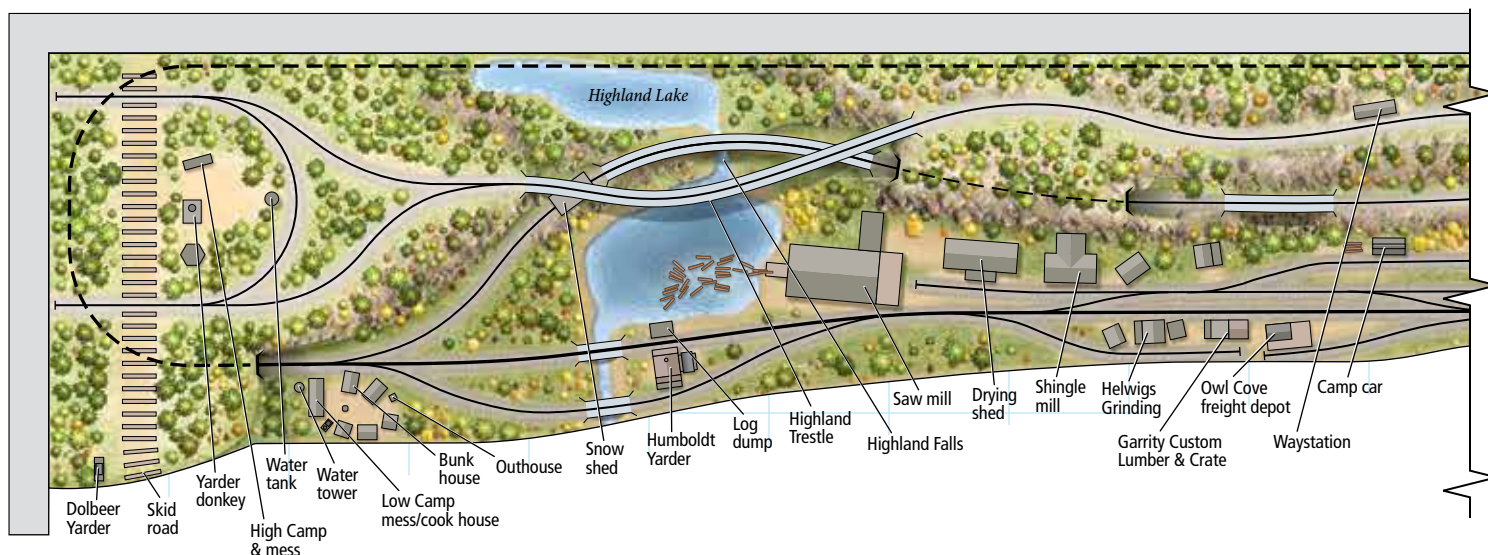 Highland Lake
Dolbeer
Yarder
Skid
road
Yarder
donkey
High Camp
& mess
Water
tank
Water
tower
Low Camp
mess/cook house
Bunk
house
Outhouse
Snow
shed
Humboldt
Yarder
Log
dump
Highland
Trestle
Highland Falls
Saw mill
Drying
shed
Shingle
mill
Helwigs
Grinding
Garrity Custom
Lumber & Crate
Owl Cove
freight depot
Waystation
Camp car